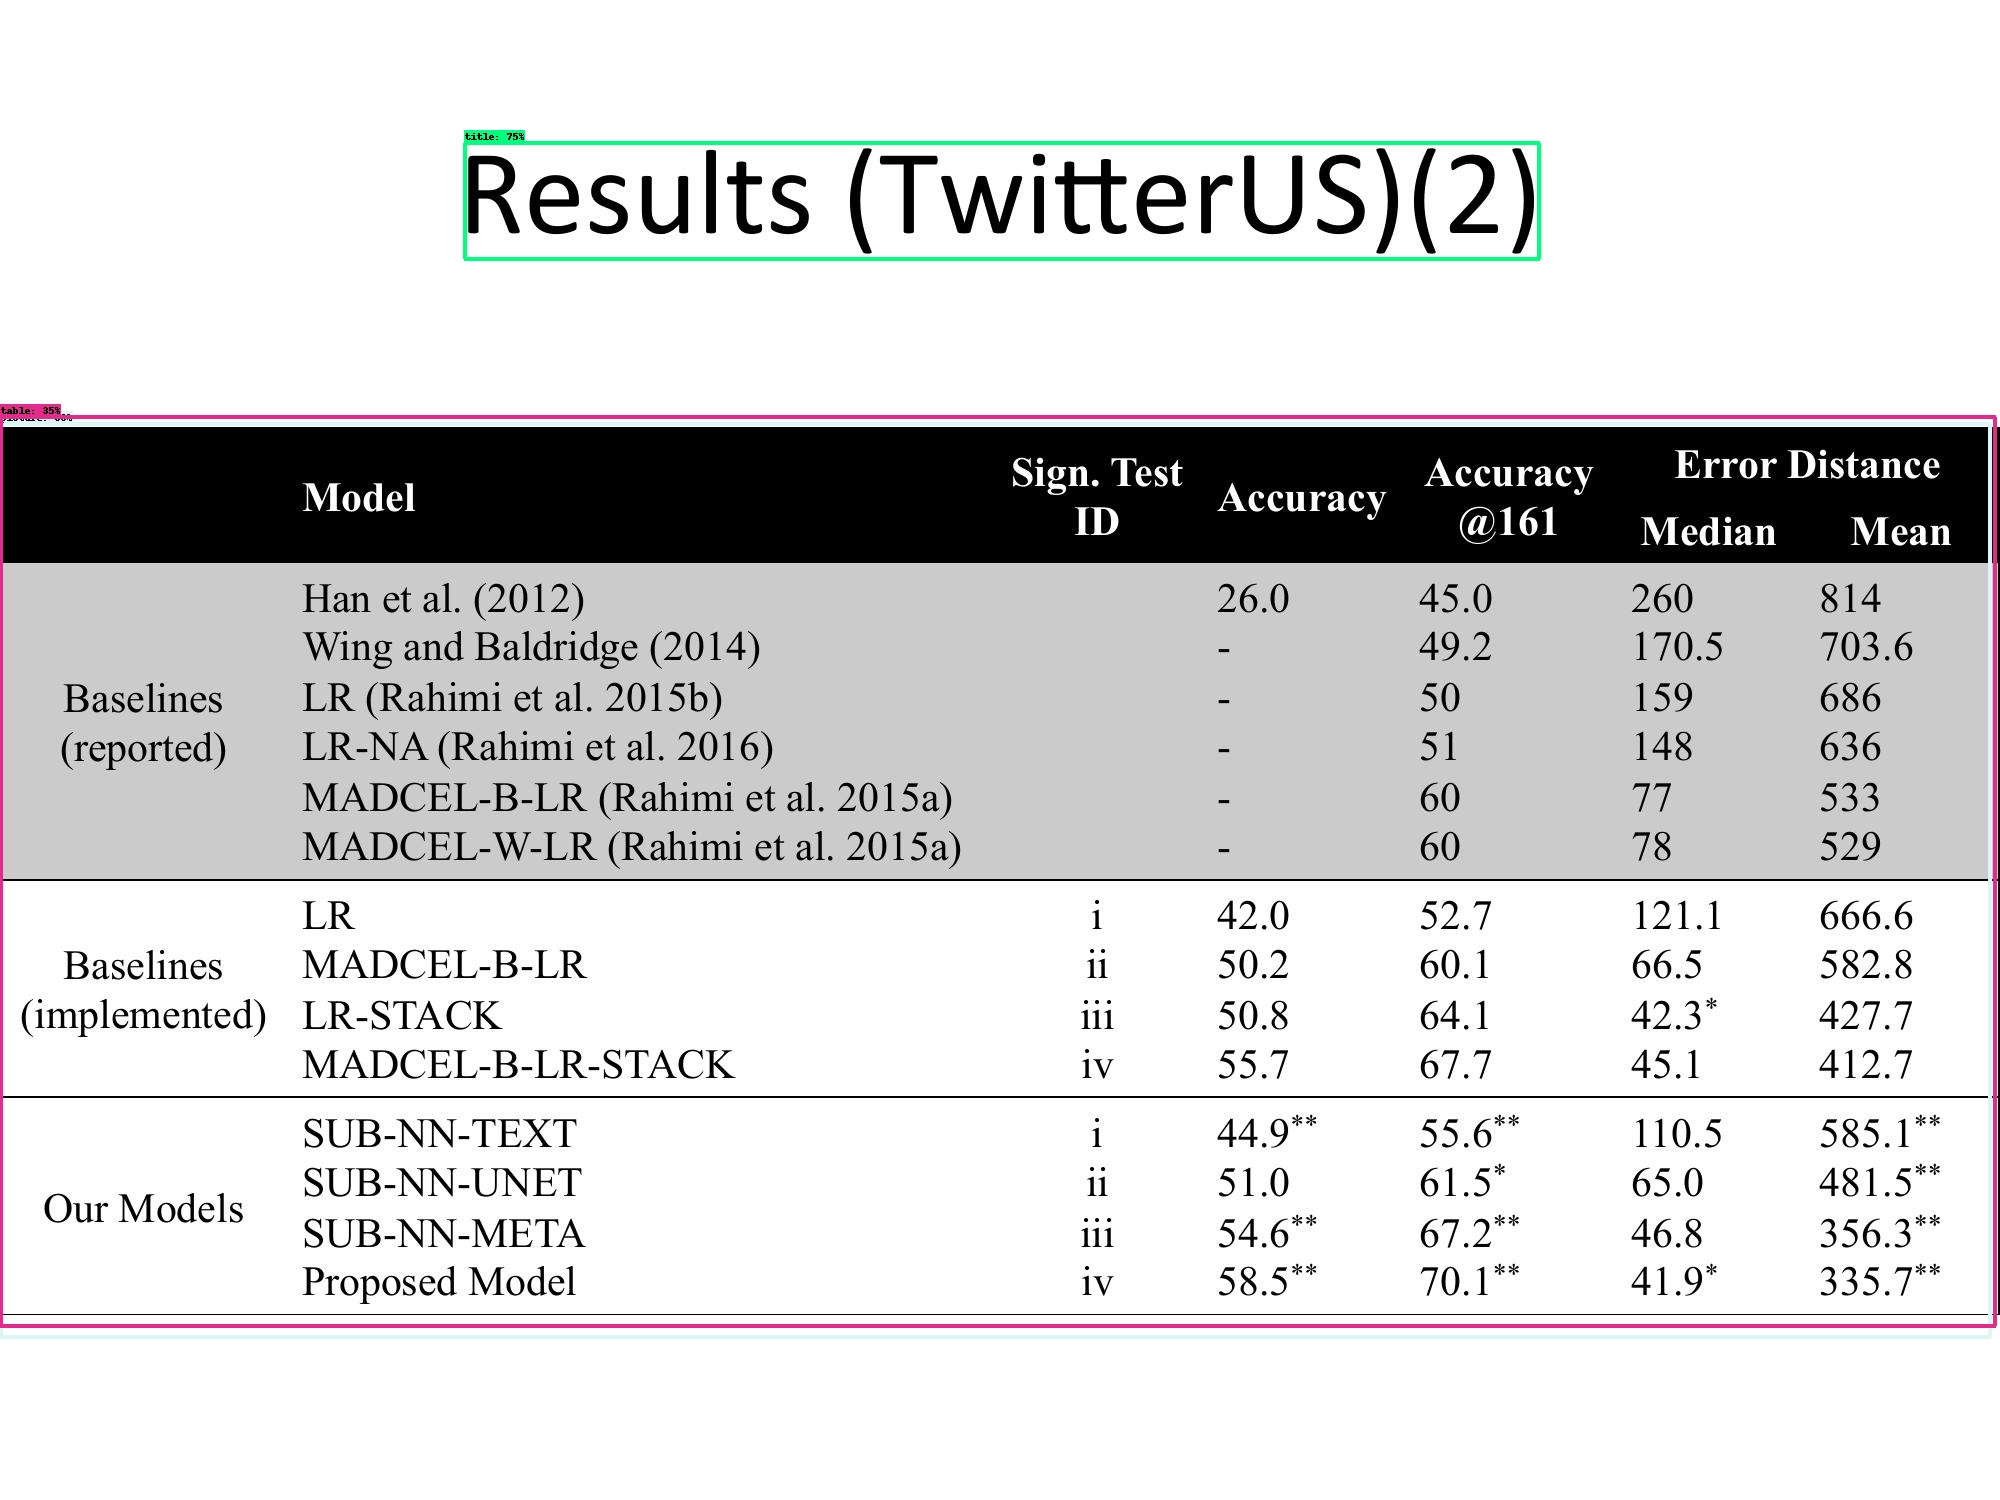 title: 75%
Results (TwitterUS)(2)
table: 35%
Model Sign. Test ID Accuracy Accuracy @161 Error Distance Median Mean
Baselines (reported)
Han et al. (2012) 26.0 45.0 260 814
Wing and Baldridge (2014) - 49.2 170.5 703.6
LR (Rahimi et al. 2015b) - 50 159 686
LR-NA (Rahimi et al. 2016) - 51 148 636
MADCEL-B-LR (Rahimi et al. 2015a) - 60 77 533
MADCEL-W-LR (Rahimi et al. 2015a) - 60 78 529
Baselines (implemented)
LR i 42.0 52.7 121.1 666.6
MADCEL-B-LR ii 50.2 60.1 66.5 582.8
LR-STACK iii 50.8 64.1 42.3* 427.7
MADCEL-B-LR-STACK iv 55.7 67.7 45.1 412.7
Our Models
SUB-NN-TEXT i 44.9** 55.6** 110.5 585.1**
SUB-NN-UNET ii 51.0 61.5* 65.0 481.5**
SUB-NN-META iii 54.6** 67.2** 46.8 356.3**
Proposed Model iv 58.5** 70.1** 41.9* 335.7**